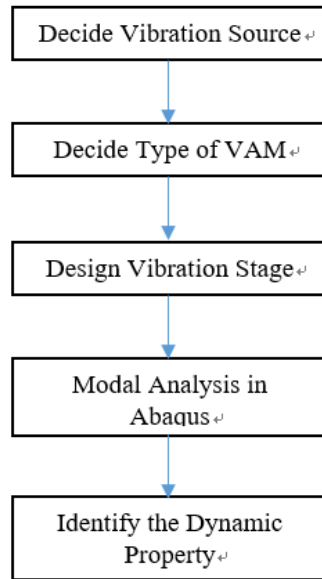 Decide Vibration Source
Decide Type of VAM
Design Vibration Stage
Modal Analysis in
Abaqus
Identify the Dynamic
Property